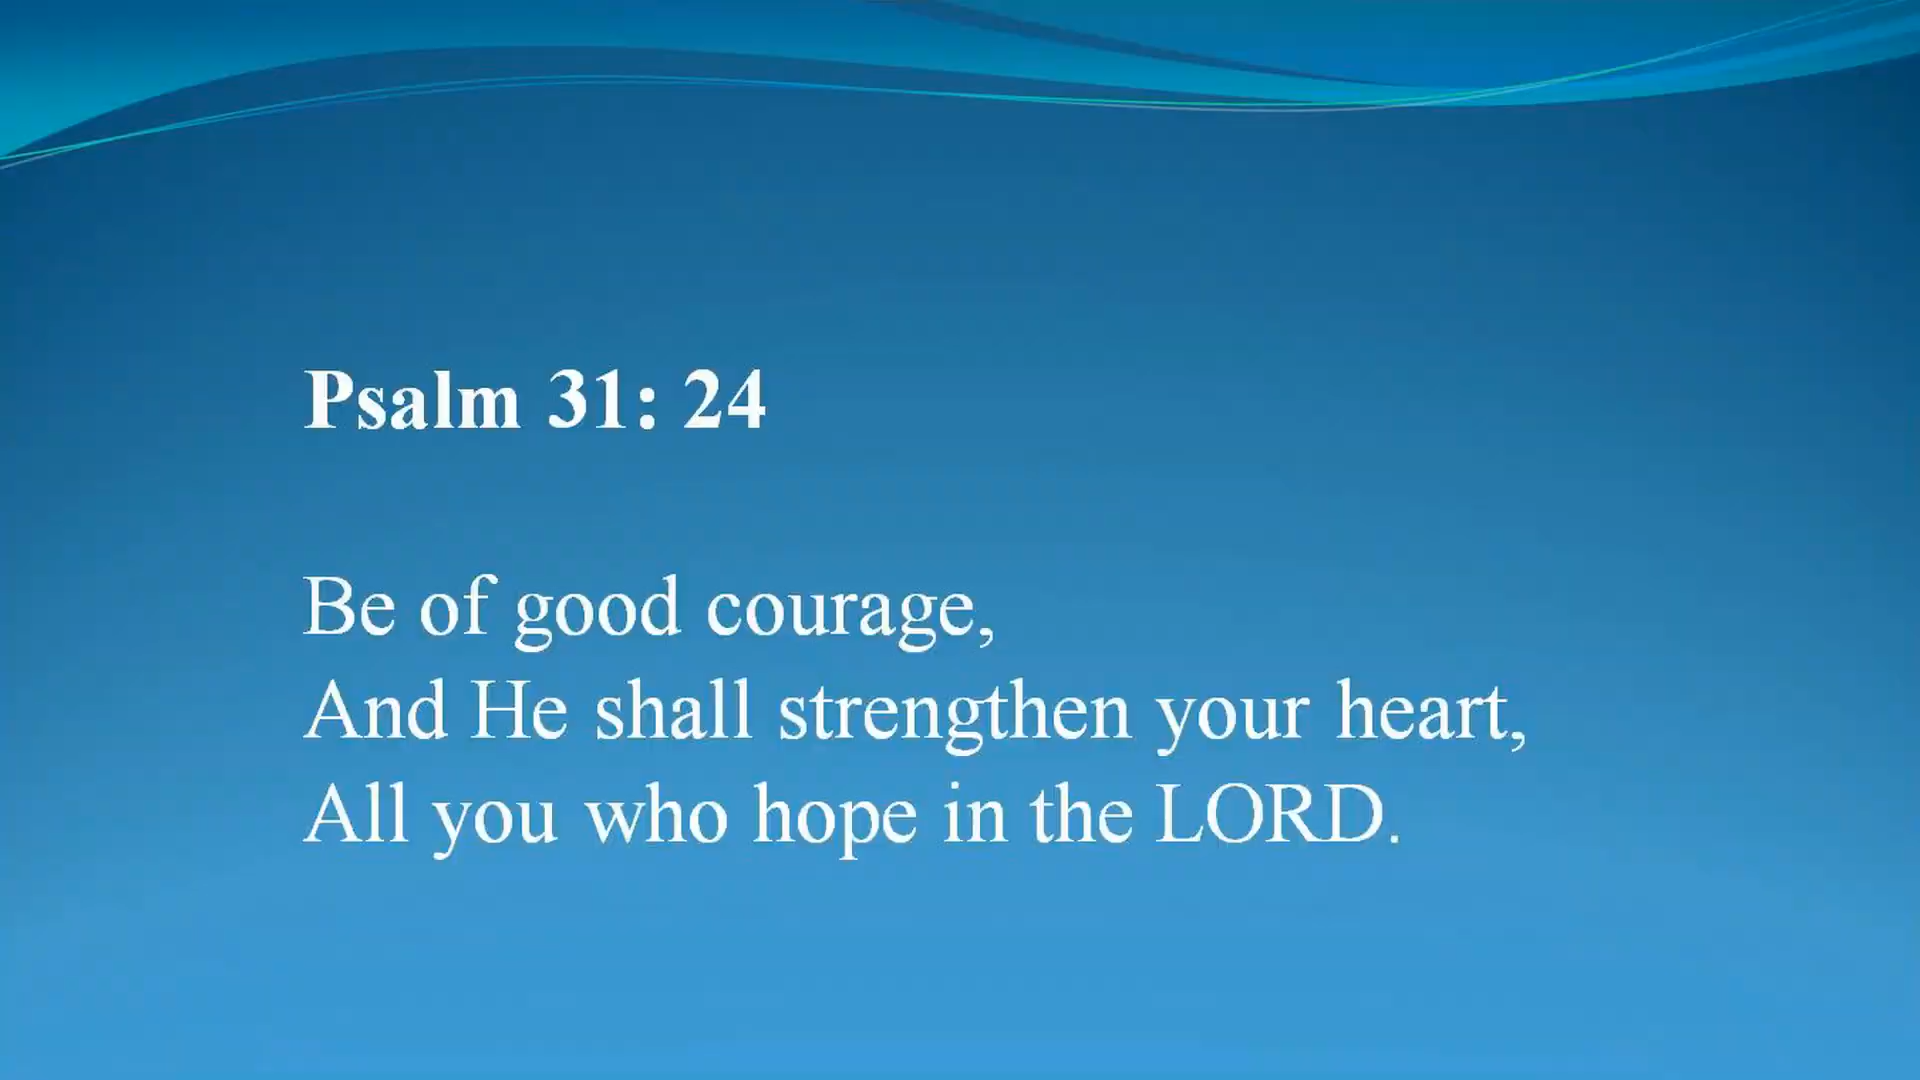 Psalm 31: 24
Be of good courage,
And He shall strengthen your heart,
All you who hope in the LORD.